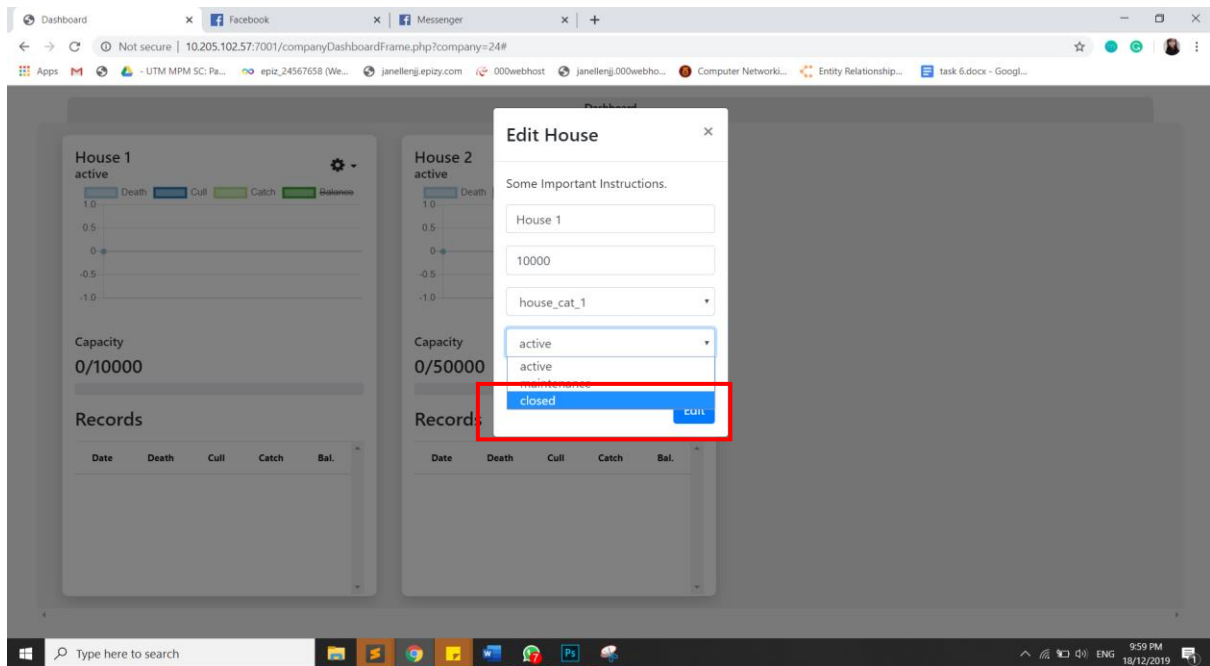 Dashboard
Facebook
Messenger
Not secure | 10.205.102.57:7001/companyDashboardFrame.php?company=24#
Apps
- UTM MPM SC: Pa...
epiz_24567658 (We...
janellenjj.epizy.com
000webhost
janellenjj.000webho...
Computer Networki...
Entity Relationship...
task 6.docx - Googl...
Dashboard
House 1
active
Death Cull Catch Balance
1.0
0.5
0
-0.5
-1.0
Capacity
0/10000
Records
Date Death Cull Catch Bal.
House 2
active
Death
1.0
0.5
0
-0.5
-1.0
Capacity
0/50000
Records
Date Death Cull Catch Bal.
Edit House
×
Some Important Instructions.
House 1
10000
house_cat_1
active
active
maintenance
closed
Edit
Type here to search
Ps
7
ENG
9:59 PM
18/12/2019
1